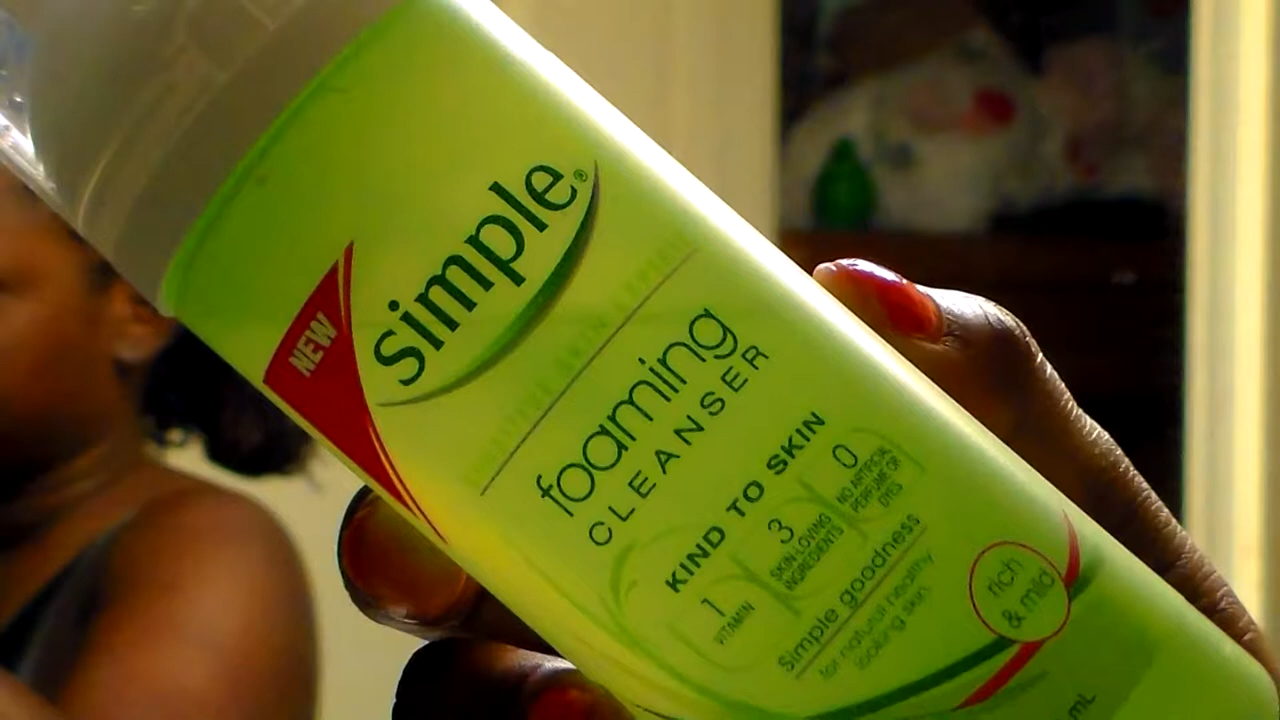 NEW
Simple®
foaming
CLEANSER
KIND TO SKIN
1
VITAMIN
3
SKIN LOVING
INGREDIENTS
0
NO ARTIFICIAL
PERFUME OR
DYES
Simple goodness
for natural healthy
looking skin.
rich
& mild
mL